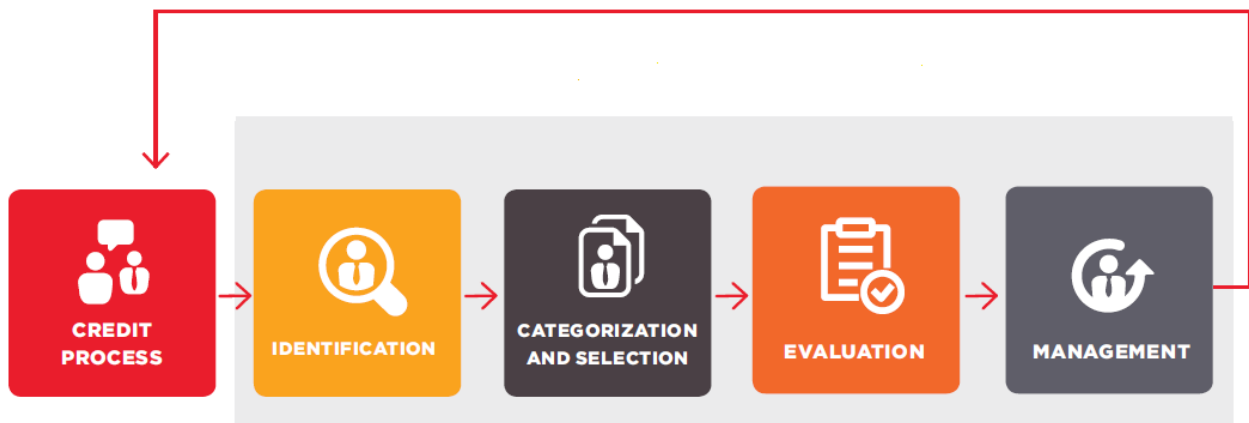 CREDIT
PROCESS
IDENTIFICATION
CATEGORIZATION
AND SELECTION
EVALUATION
MANAGEMENT